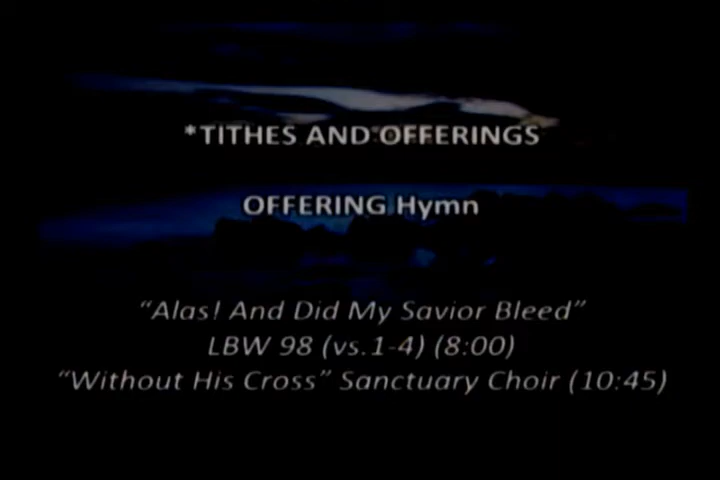 *TITHES AND OFFERINGS
OFFERING Hymn
“Alas! And Did My Savior Bleed”
LBW 98 (vs.1-4) (8:00)
“Without His Cross” Sanctuary Choir (10:45)